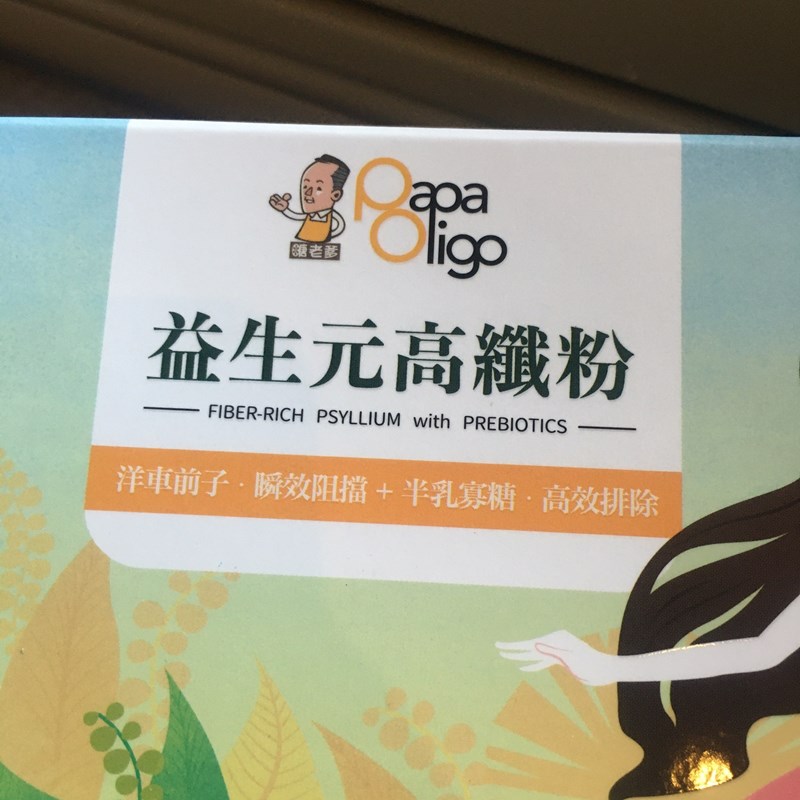 Papa
Oligo
糖老爹
益生元高纖粉
FIBER-RICH PSYLLIUM with PREBIOTICS
洋車前子·瞬效阻擋+半乳寡糖·高效排除